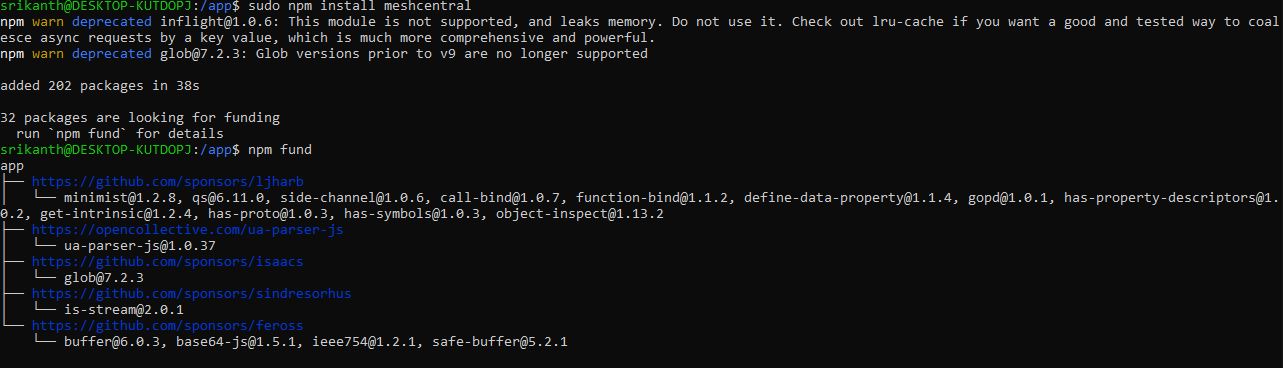 srikanth@DESKTOP-KUTDOPJ:/app$ sudo npm install meshcentral
npm warn deprecated inflight@1.0.6: This module is not supported, and leaks memory. Do not use it. Check out lru-cache if you want a good and tested way to coal
esce async requests by a key value, which is much more comprehensive and powerful.
npm warn deprecated glob@7.2.3: Glob versions prior to v9 are no longer supported
added 202 packages in 38s
32 packages are looking for funding
  run `npm fund` for details
srikanth@DESKTOP-KUTDOPJ:/app$ npm fund
app
├── https://github.com/sponsors/ljharb
│   └── minimist@1.2.8, qs@6.11.0, side-channel@1.0.6, call-bind@1.0.7, function-bind@1.1.2, define-data-property@1.1.4, gopd@1.0.1, has-property-descriptors@1.
0.2, get-intrinsic@1.2.4, has-proto@1.0.3, has-symbols@1.0.3, object-inspect@1.13.2
├── https://opencollective.com/ua-parser-js
│   └── ua-parser-js@1.0.37
├── https://github.com/sponsors/isaacs
│   └── glob@7.2.3
├── https://github.com/sponsors/sindresorhus
│   └── is-stream@2.0.1
└── https://github.com/sponsors/feross
    └── buffer@6.0.3, base64-js@1.5.1, ieee754@1.2.1, safe-buffer@5.2.1